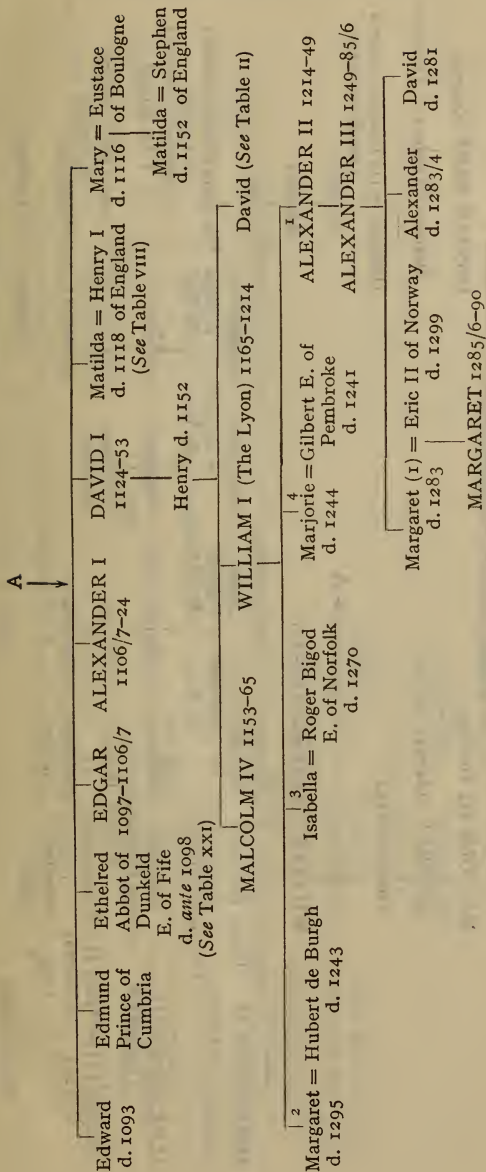 A
Edward
d. 1093
Edmund
Prince of
Cumbria
Ethelred
Abbot of
Dunkeld
E. of Fife
d. ante 1098
(See Table XXI)
EDGAR
1097–1106/7
ALEXANDER I
1106/7–24
DAVID I
1124–53
Matilda = Henry I
d. 1118 of England
(See Table VIII)
Mary = Eustace
d. 1116 of Boulogne
Henry d. 1152
Matilda = Stephen
d. 1152 of England
MALCOLM IV 1153–65
WILLIAM I (The Lyon) 1165–1214
David (See Table II)
2
Margaret = Hubert de Burgh
d. 1295 d. 1243
3
Isabella = Roger Bigod
E. of Norfolk
d. 1270
4
Marjorie = Gilbert E. of
d. 1244 Pembroke
d. 1241
1
ALEXANDER II 1214–49
ALEXANDER III 1249–85/6
Margaret (1) = Eric II of Norway
d. 1283 d. 1299
Alexander
d. 1283/4
David
d. 1281
MARGARET 1285/6–90